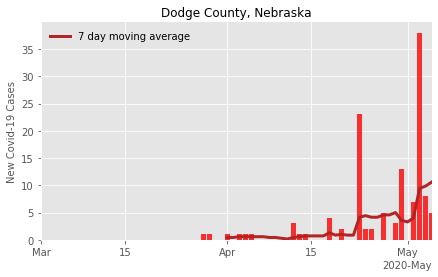 Dodge County, Nebraska
7 day moving average
New Covid-19 Cases
35
30
25
20
15
10
5
0
Mar 15 Apr 15 May
2020-May